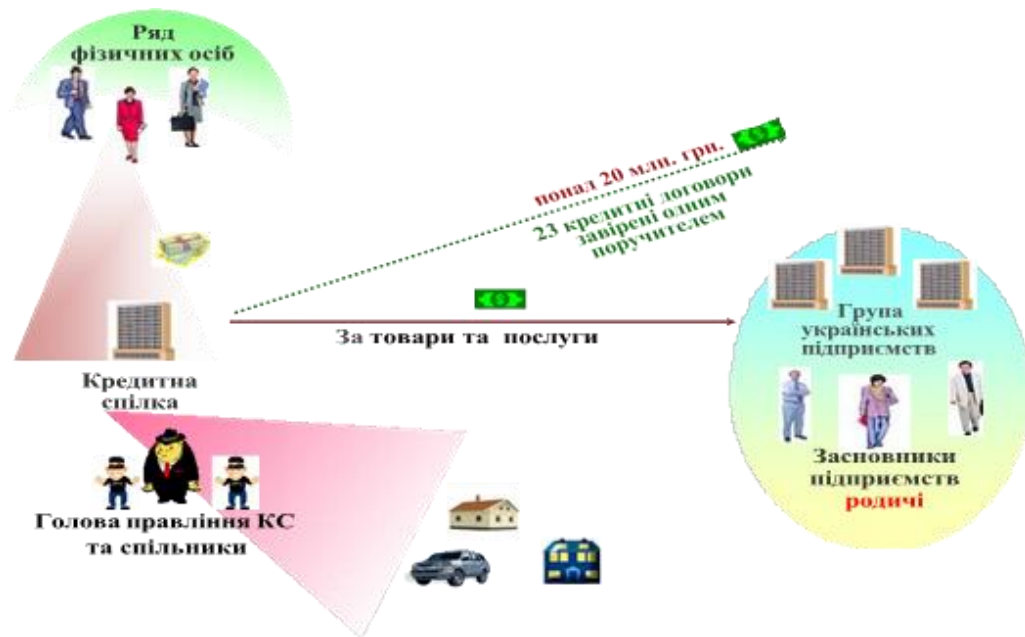 Ряд
фізичних осіб
понад 20 млн. грн.
23 кредитні договори
завірені одним
поручителем
За товари та послуги
Група
українських
підприємств
Кредитна
спілка
Засновники
підприємств
родичі
Голова правління КС
та спільники